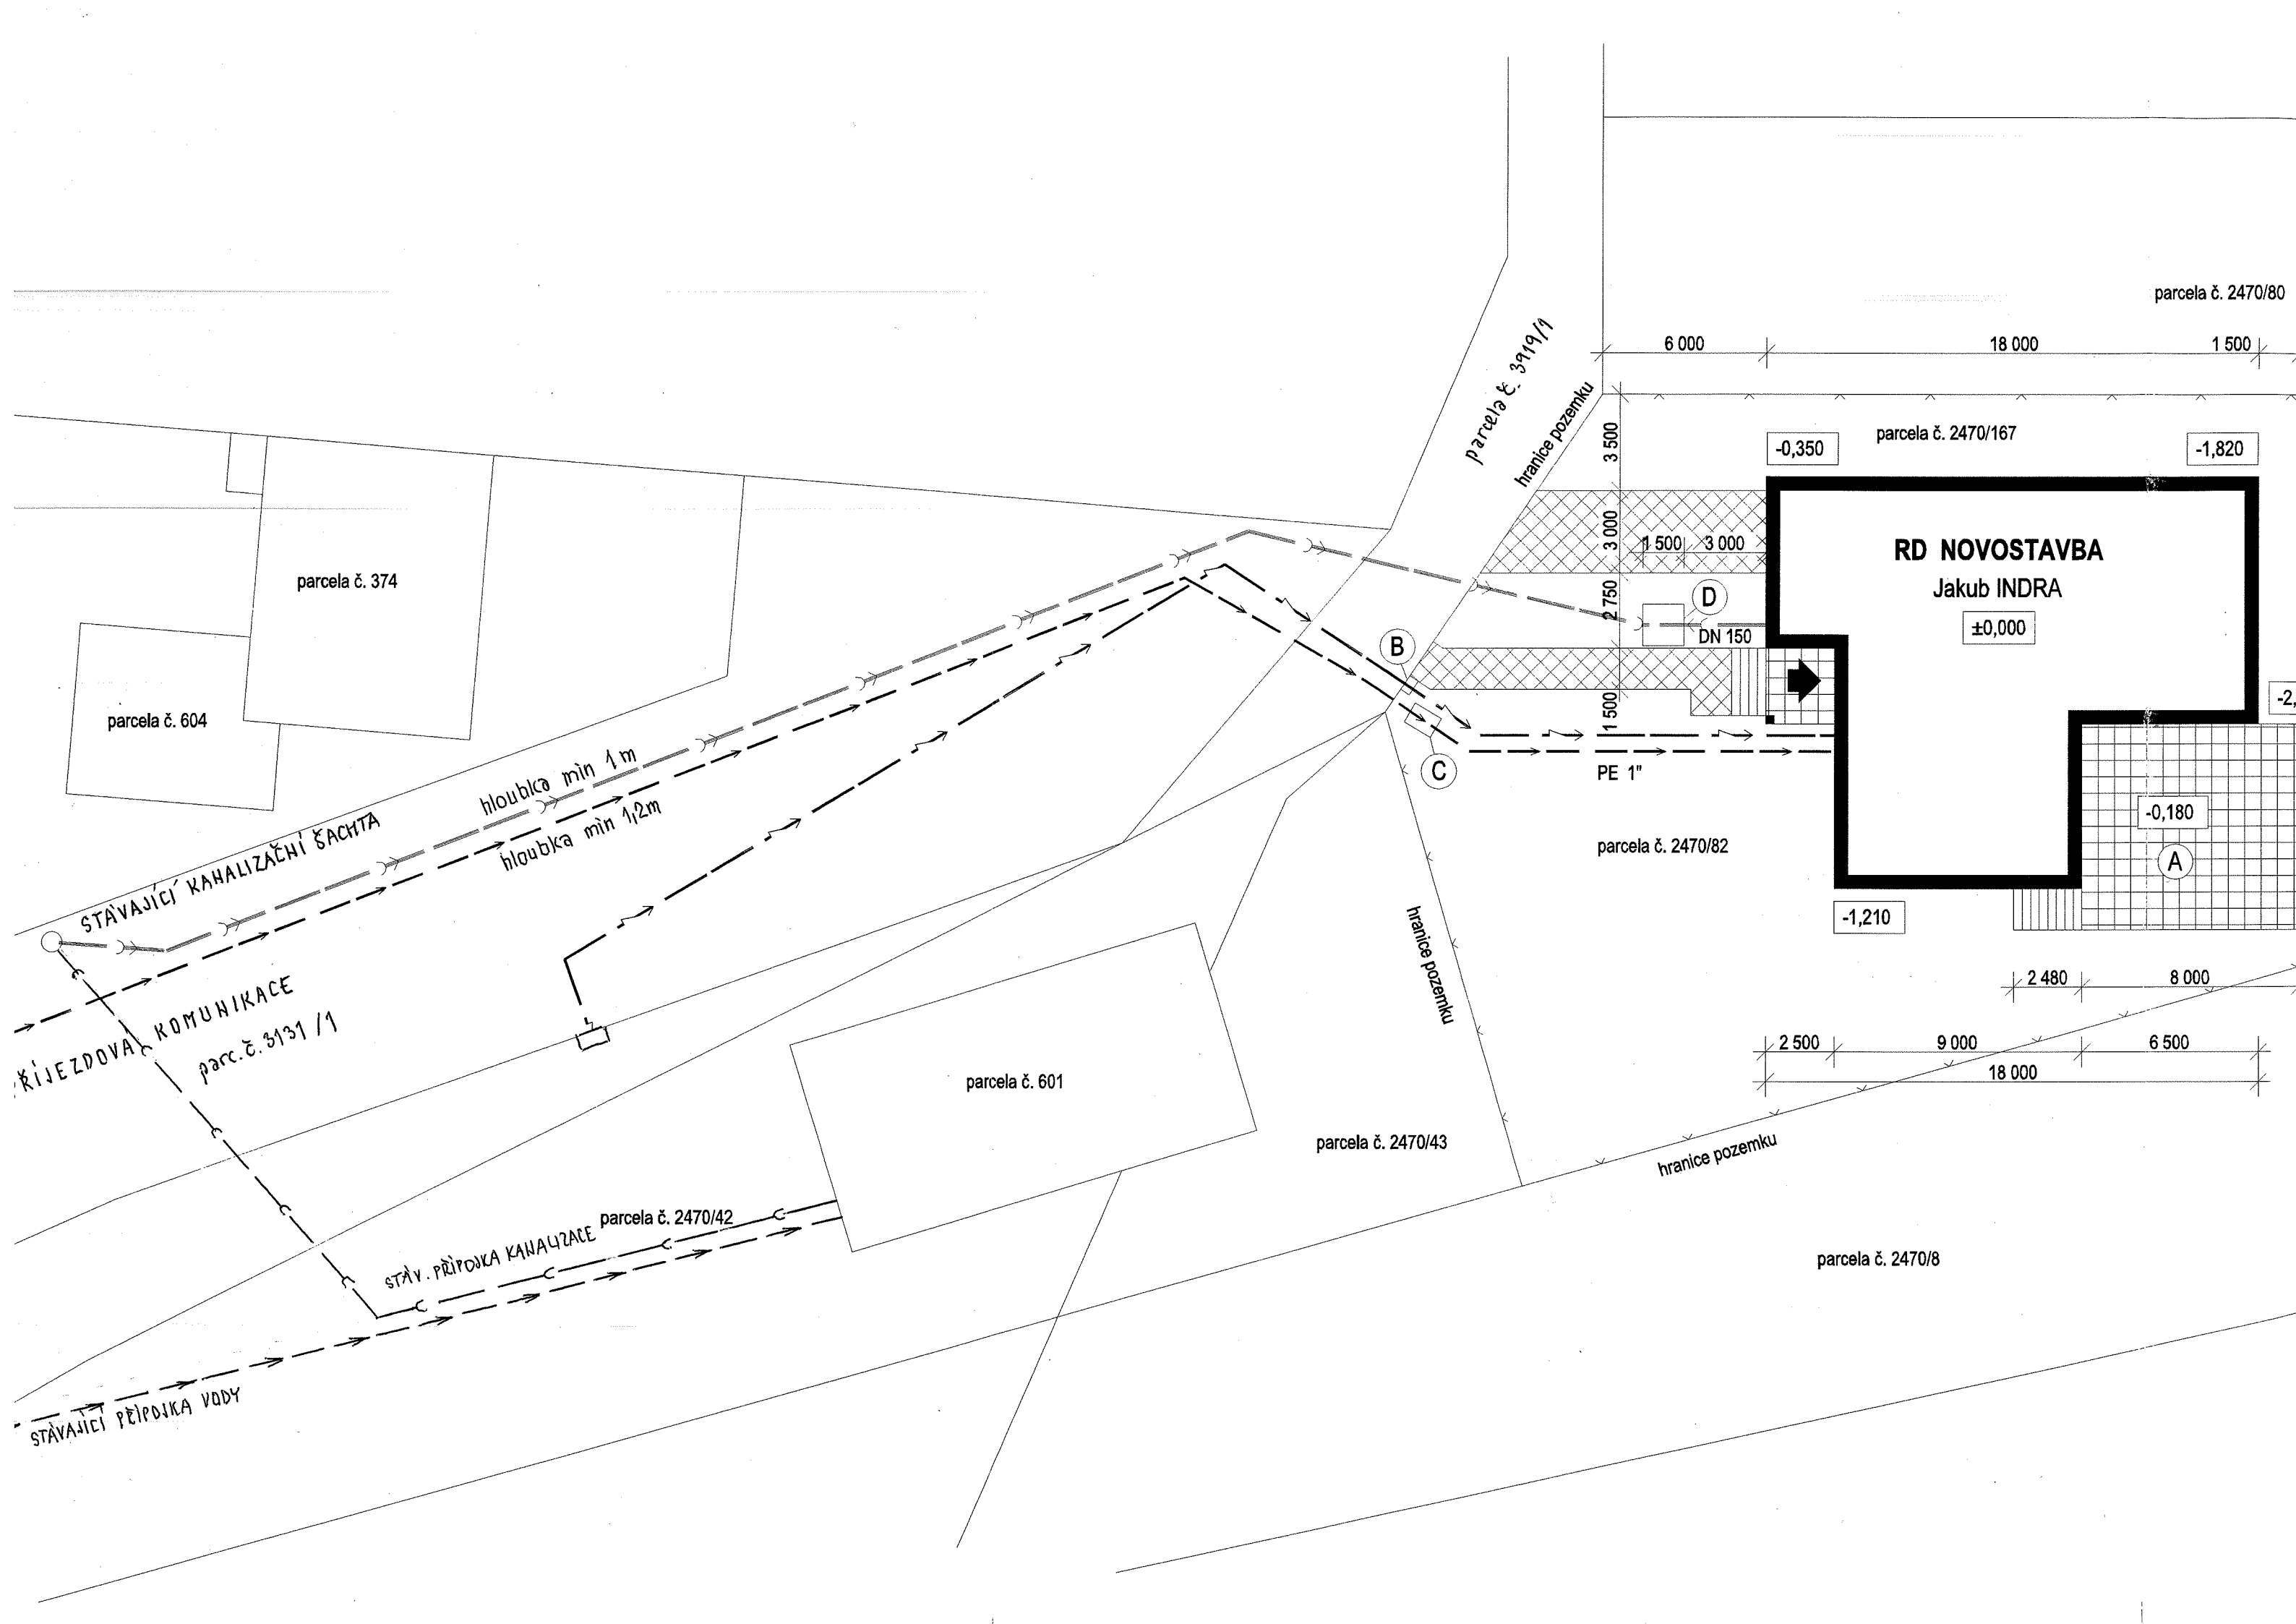 parcela č. 2470/80
6 000
18 000
1 500
parcela č. 3919/1
hranice pozemku
3 500
parcela č. 2470/167
-0,350
-1,820
3 000
1 500
3 000
RD NOVOSTAVBA
Jakub INDRA
±0,000
parcela č. 374
2 750
D
DN 150
B
parcela č. 604
1 500
-2,
hloubka min 1m
C
PE 1"
hloubka min 1,2m
STÁVAJÍCÍ KANALIZAČNÍ ŠACHTA
-0,180
parcela č. 2470/82
A
-1,210
hranice pozemku
2 480
8 000
ŘÍJEZDOVÁ KOMUNIKACE
parc.č. 3131/1
2 500
9 000
6 500
18 000
parcela č. 601
parcela č. 2470/43
hranice pozemku
parcela č. 2470/42
STÁV. PŘÍPOJKA KANALIZACE
parcela č. 2470/8
STÁVAJÍCÍ PŘÍPOJKA VODY